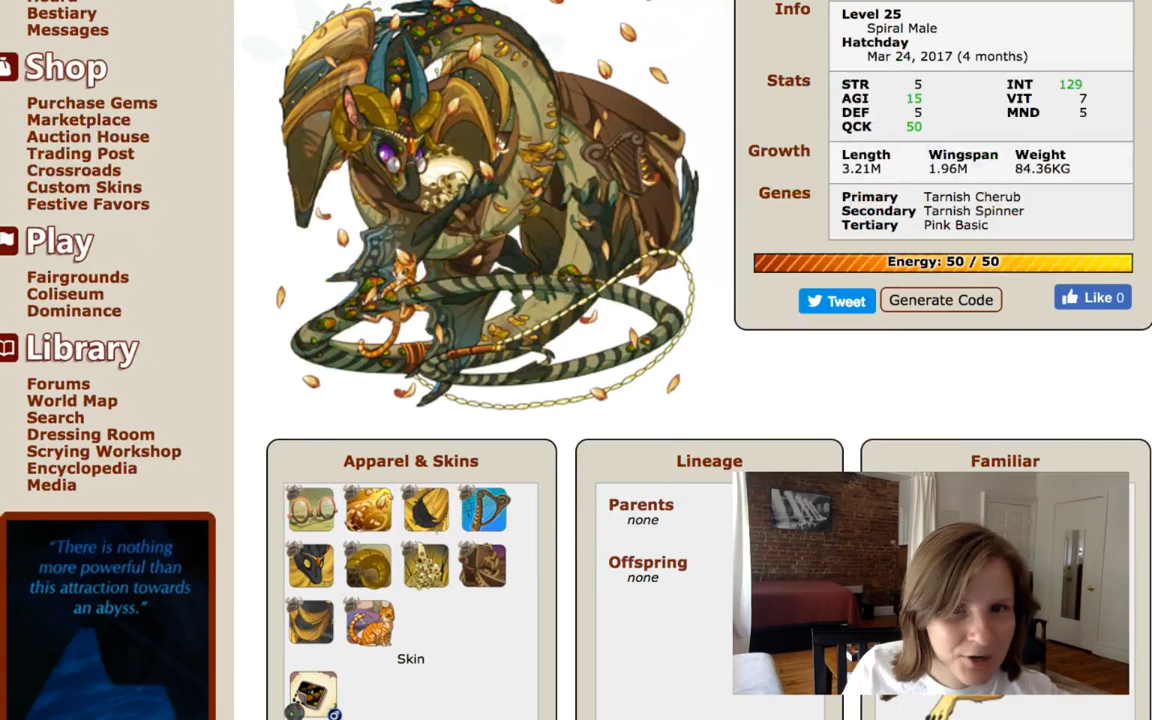 Bestiary
Messages
Shop
Purchase Gems
Marketplace
Auction House
Trading Post
Crossroads
Custom Skins
Festive Favors
Play
Fairgrounds
Coliseum
Dominance
Library
Forums
World Map
Search
Dressing Room
Scrying Workshop
Encyclopedia
Media
"There is nothing
more powerful than
this attraction towards
an abyss."
Info
Level 25
Spiral Male
Hatchday
Mar 24, 2017 (4 months)
Stats
STR 5 INT 129
AGI 15 VIT 7
DEF 5 MND 5
QCK 50
Growth
Length Wingspan Weight
3.21M 1.96M 84.36KG
Genes
Primary Tarnish Cherub
Secondary Tarnish Spinner
Tertiary Pink Basic
Energy: 50 / 50
Tweet Generate Code Like 0
Apparel & Skins
Skin
Lineage
Parents
none
Offspring
none
Familiar